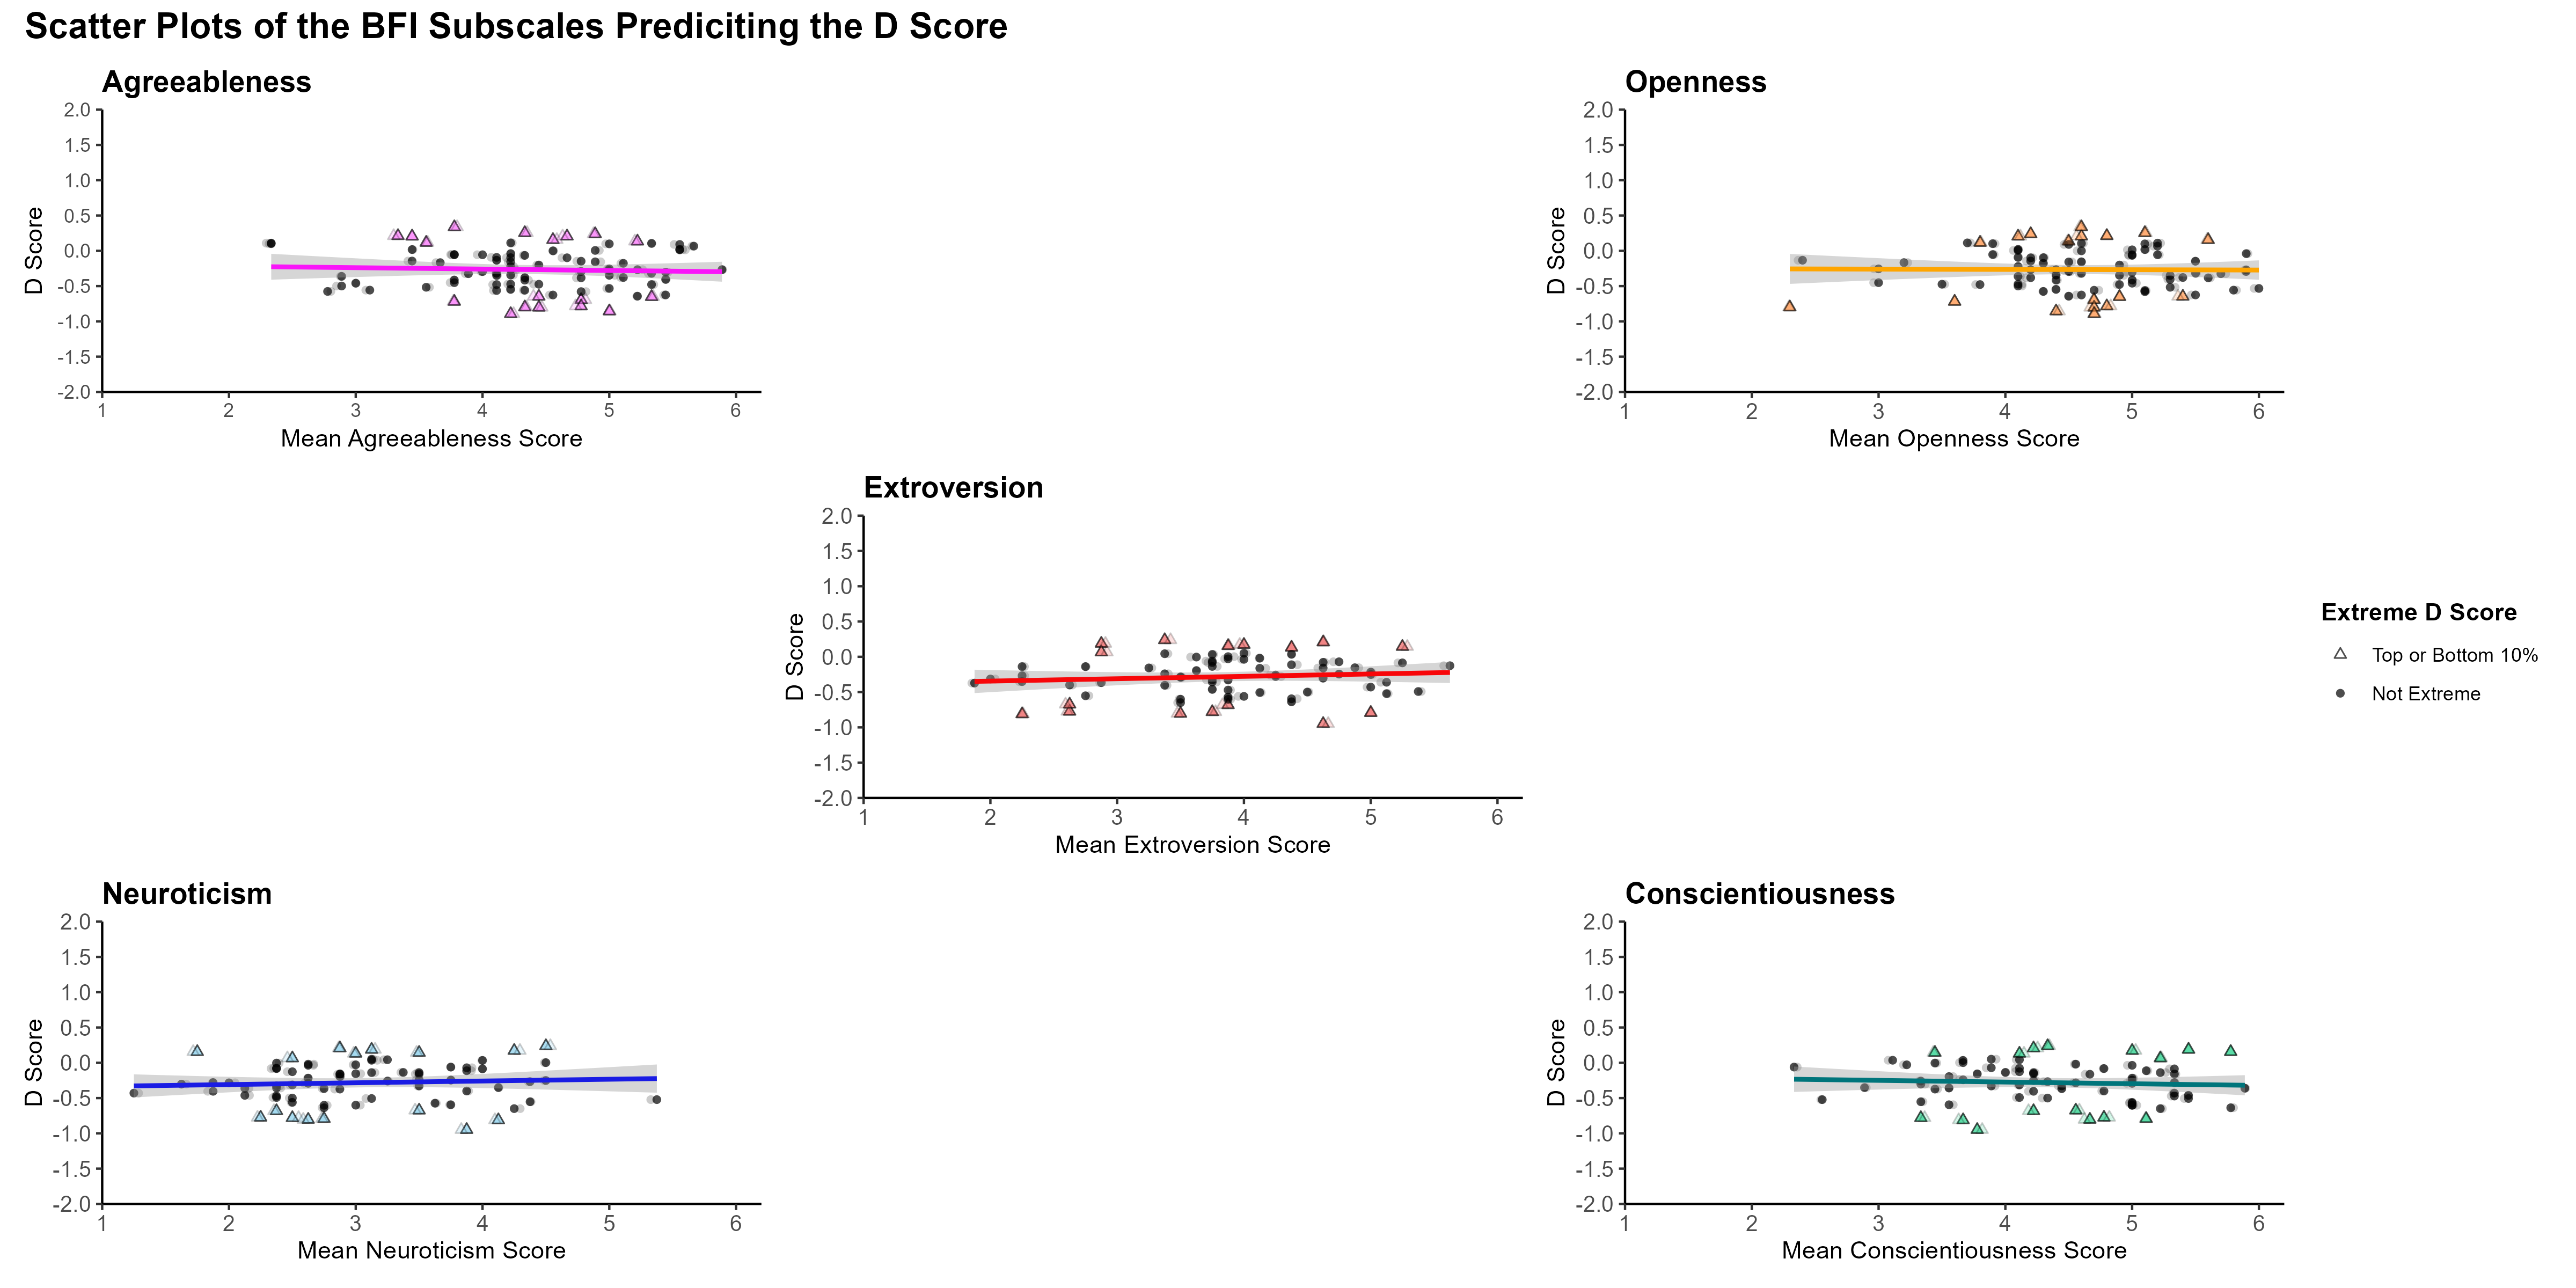 Scatter Plots of the BFI Subscales Prediciting the D Score
Agreeableness
2.0
1.5
1.0
0.5
0.0
-0.5
-1.0
-1.5
-2.0
D Score
1 2 3 4 5 6
Mean Agreeableness Score
Openness
2.0
1.5
1.0
0.5
0.0
-0.5
-1.0
-1.5
-2.0
D Score
1 2 3 4 5 6
Mean Openness Score
Extroversion
2.0
1.5
1.0
0.5
0.0
-0.5
-1.0
-1.5
-2.0
D Score
1 2 3 4 5 6
Mean Extroversion Score
Extreme D Score
Top or Bottom 10%
Not Extreme
Neuroticism
2.0
1.5
1.0
0.5
0.0
-0.5
-1.0
-1.5
-2.0
D Score
1 2 3 4 5 6
Mean Neuroticism Score
Conscientiousness
2.0
1.5
1.0
0.5
0.0
-0.5
-1.0
-1.5
-2.0
D Score
1 2 3 4 5 6
Mean Conscientiousness Score